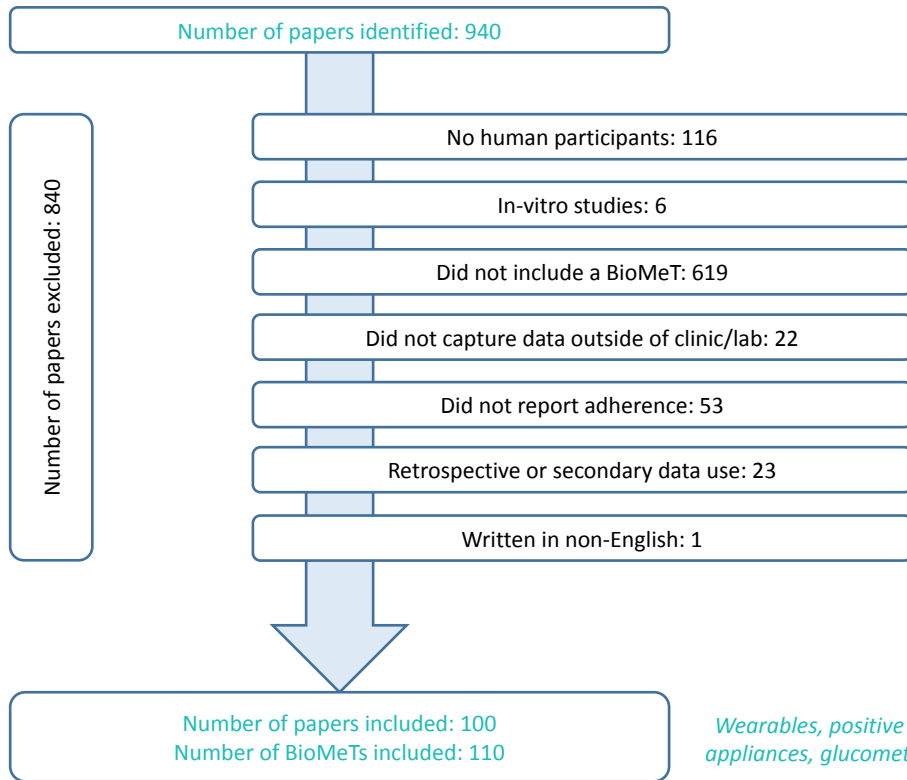 Number of papers identified: 940
Number of papers excluded: 840
No human participants: 116
In-vitro studies: 6
Did not include a BioMeT: 619
Did not capture data outside of clinic/lab: 22
Did not report adherence: 53
Retrospective or secondary data use: 23
Written in non-English: 1
Number of papers included: 100
Number of BioMeTs included: 110
Wearables, positive
appliances,